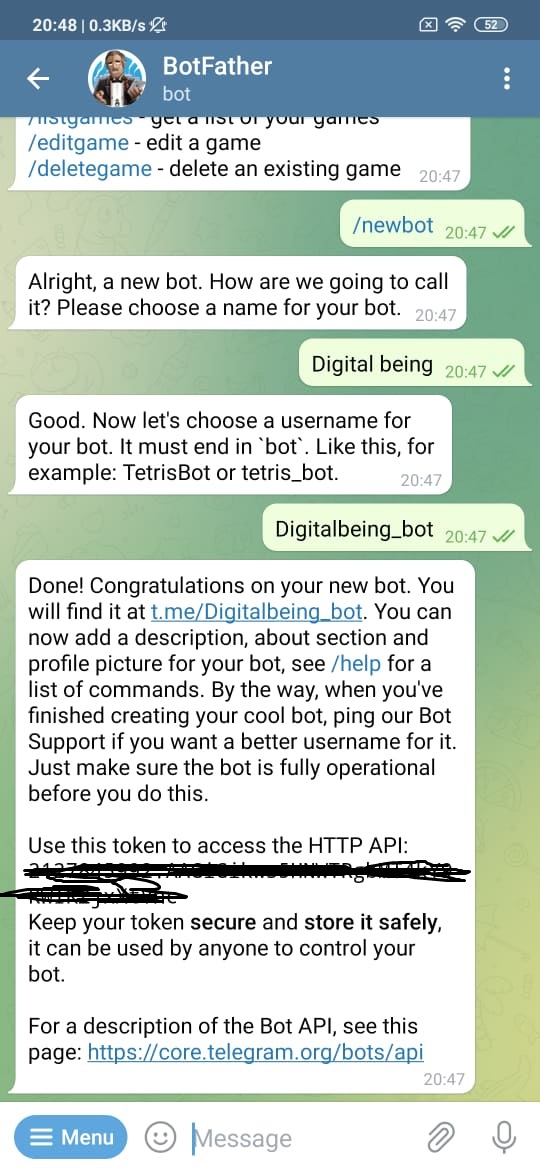 20:48 | 0.3KB/s
52
BotFather
bot
/listgames - get a list of your games
/editgame - edit a game
/deletegame - delete an existing game 20:47
/newbot 20:47
Alright, a new bot. How are we going to call
it? Please choose a name for your bot. 20:47
Digital being 20:47
Good. Now let's choose a username for
your bot. It must end in `bot`. Like this, for
example: TetrisBot or tetris_bot. 20:47
Digitalbeing_bot 20:47
Done! Congratulations on your new bot. You
will find it at t.me/Digitalbeing_bot. You can
now add a description, about section and
profile picture for your bot, see /help for a
list of commands. By the way, when you've
finished creating your cool bot, ping our Bot
Support if you want a better username for it.
Just make sure the bot is fully operational
before you do this.
Use this token to access the HTTP API:
Keep your token secure and store it safely,
it can be used by anyone to control your
bot.
For a description of the Bot API, see this
page: https://core.telegram.org/bots/api
20:47
Menu
Message